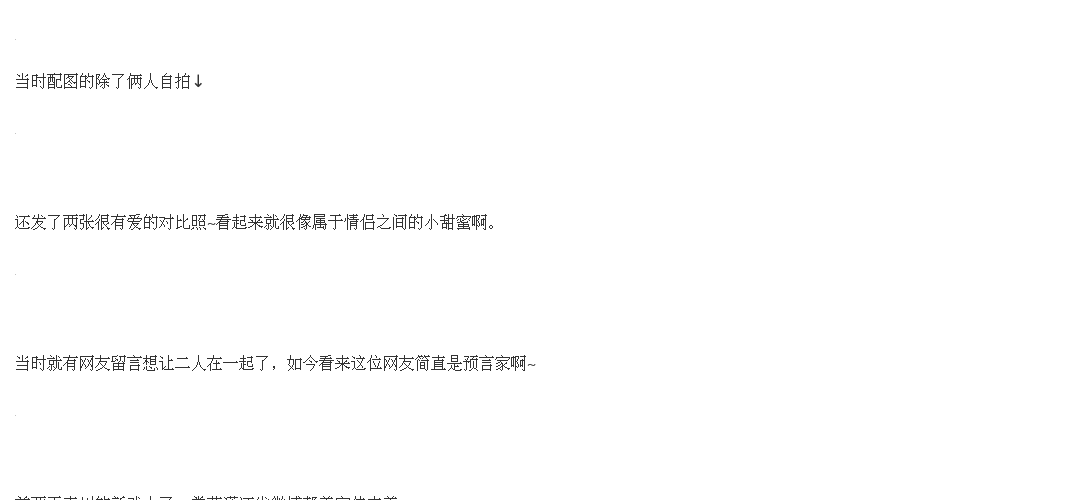 当时配图的除了俩人自拍↓
还发了两张很有爱的对比照~看起来就很像属于情侣之间的小甜蜜啊。
当时就有网友留言想让二人在一起了，如今看来这位网友简直是预言家啊~